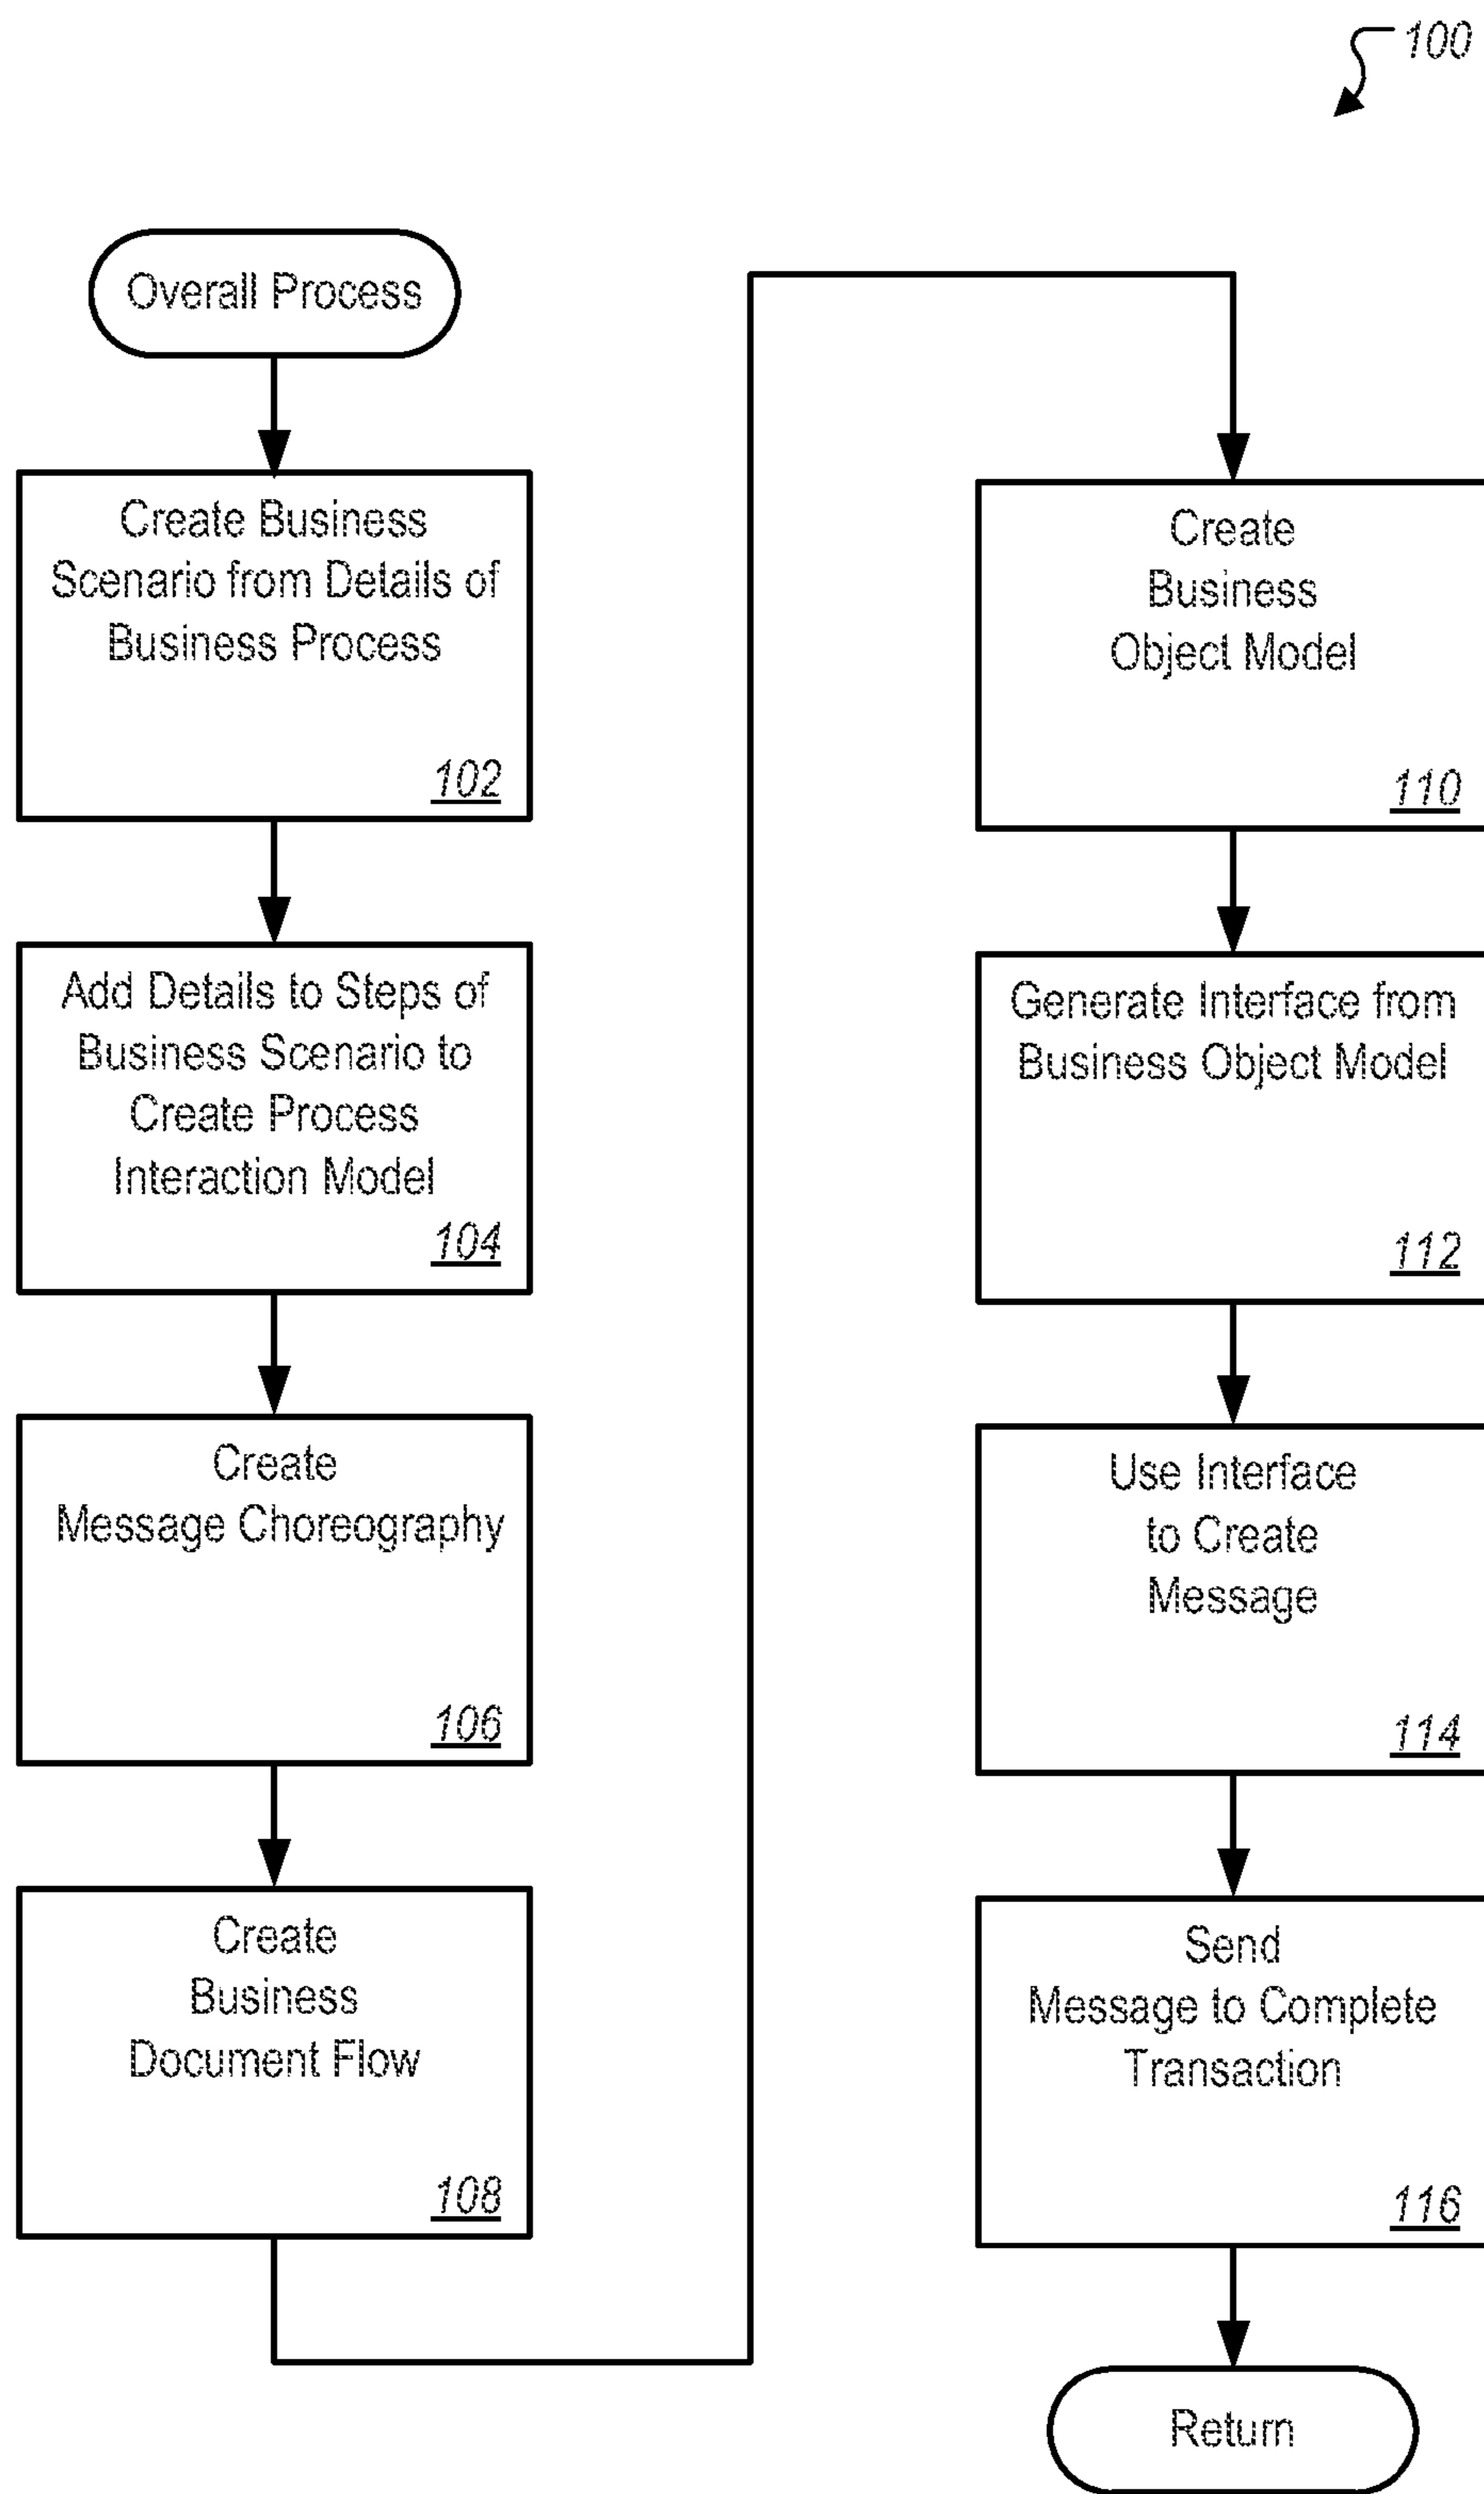 100
Overall Process
Create Business
Scenario from Details of
Business Process
102
Add Details to Steps of
Business Scenario to
Create Process
Interaction Model
104
Create
Message Choreography
106
Create
Business
Document Flow
108
Create
Business
Object Model
110
Generate Interface from
Business Object Model
112
Use Interface
to Create
Message
114
Send
Message to Complete
Transaction
116
Return